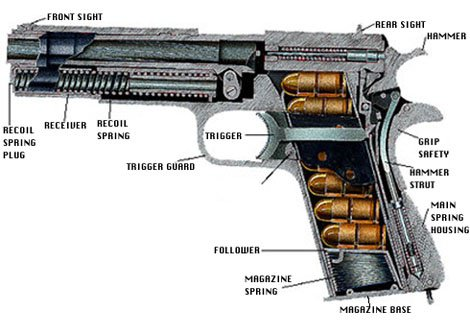 FRONT SIGHT
REAR SIGHT
HAMMER
RECOIL
SPRING
PLUG
RECEIVER
RECOIL
SPRING
TRIGGER
TRIGGER GUARD
GRIP
SAFETY
HAMMER
STRUT
MAIN
SPRING
HOUSING
FOLLOWER
MAGAZINE
SPRING
MAGAZINE BASE